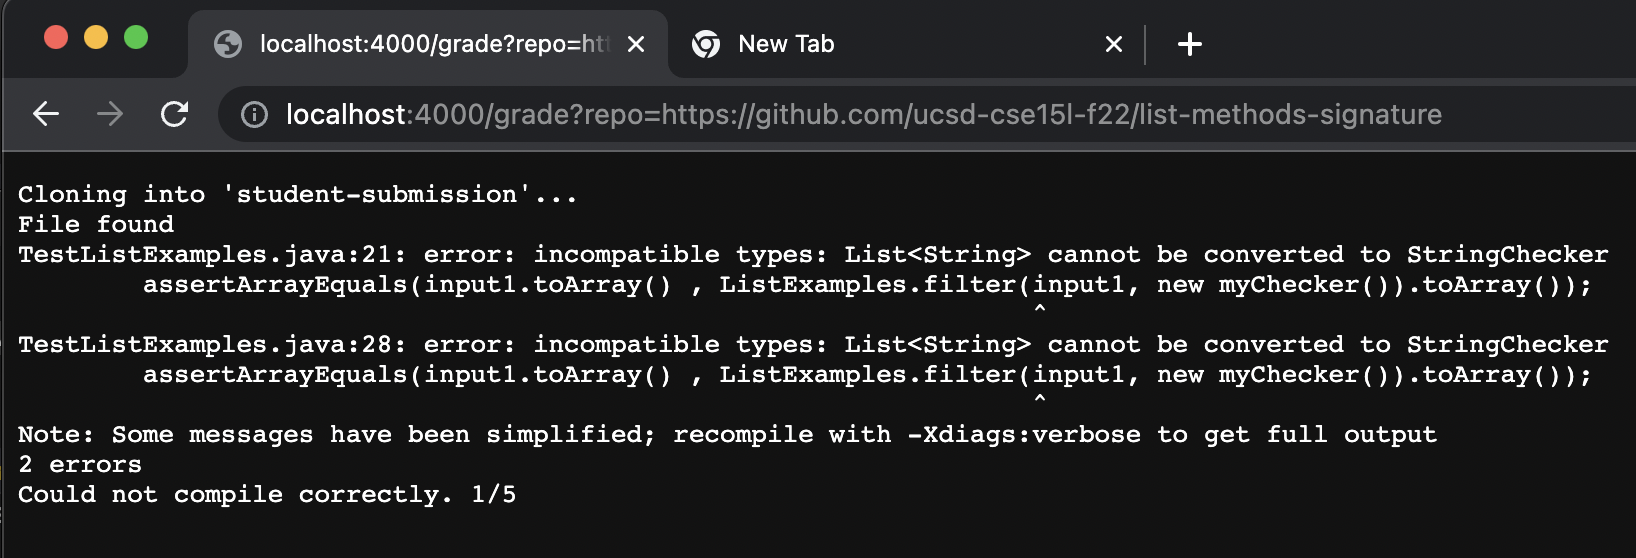 localhost:4000/grade?repo=htt
New Tab
localhost:4000/grade?repo=https://github.com/ucsd-cse15l-f22/list-methods-signature
Cloning into 'student-submission'...
File found
TestListExamples.java:21: error: incompatible types: List<String> cannot be converted to StringChecker
        assertArrayEquals(input1.toArray() , ListExamples.filter(input1, new myChecker()).toArray());
                                                                 ^
TestListExamples.java:28: error: incompatible types: List<String> cannot be converted to StringChecker
        assertArrayEquals(input1.toArray() , ListExamples.filter(input1, new myChecker()).toArray());
                                                                 ^
Note: Some messages have been simplified; recompile with -Xdiags:verbose to get full output
2 errors
Could not compile correctly. 1/5